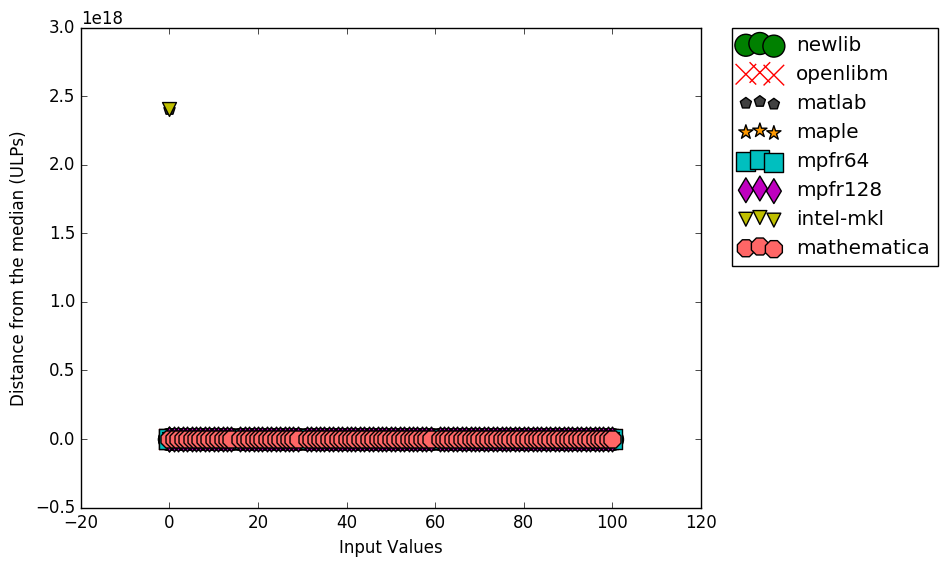 1e18
3.0
2.5
2.0
1.5
1.0
0.5
0.0
−0.5
−20
0
20
40
60
80
100
120
Input Values
Distance from the median (ULPs)
newlib
openlibm
matlab
maple
mpfr64
mpfr128
intel-mkl
mathematica